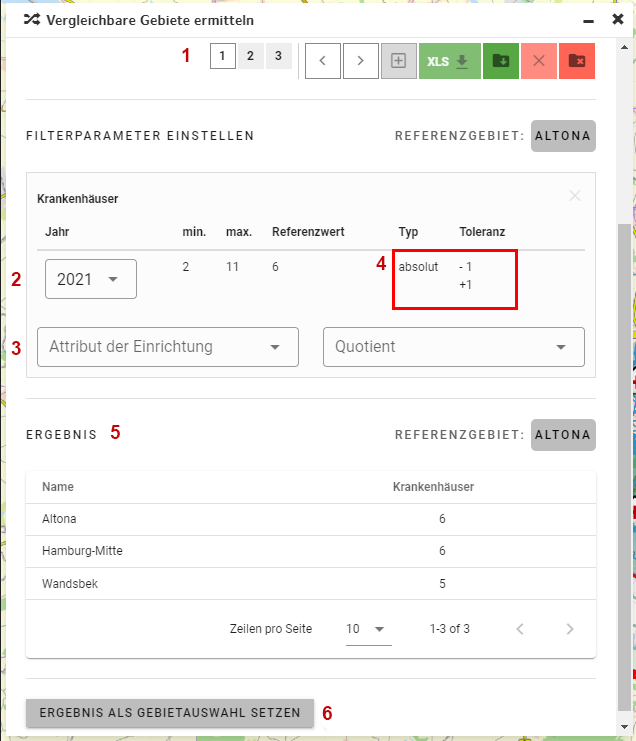 Vergleichbare Gebiete ermitteln
1 1 2 3 XLS
FILTERPARAMETER EINSTELLEN REFERENZGEBIET: ALTONA
Krankenhäuser
Jahr min. max. Referenzwert Typ Toleranz
2 2021 2 11 6 4 absolut - 1
+1
3 Attribut der Einrichtung Quotient
ERGEBNIS 5 REFERENZGEBIET: ALTONA
Name Krankenhäuser
Altona 6
Hamburg-Mitte 6
Wandsbek 5
Zeilen pro Seite 10 1-3 of 3
ERGEBNIS ALS GEBIETAUSWAHL SETZEN 6